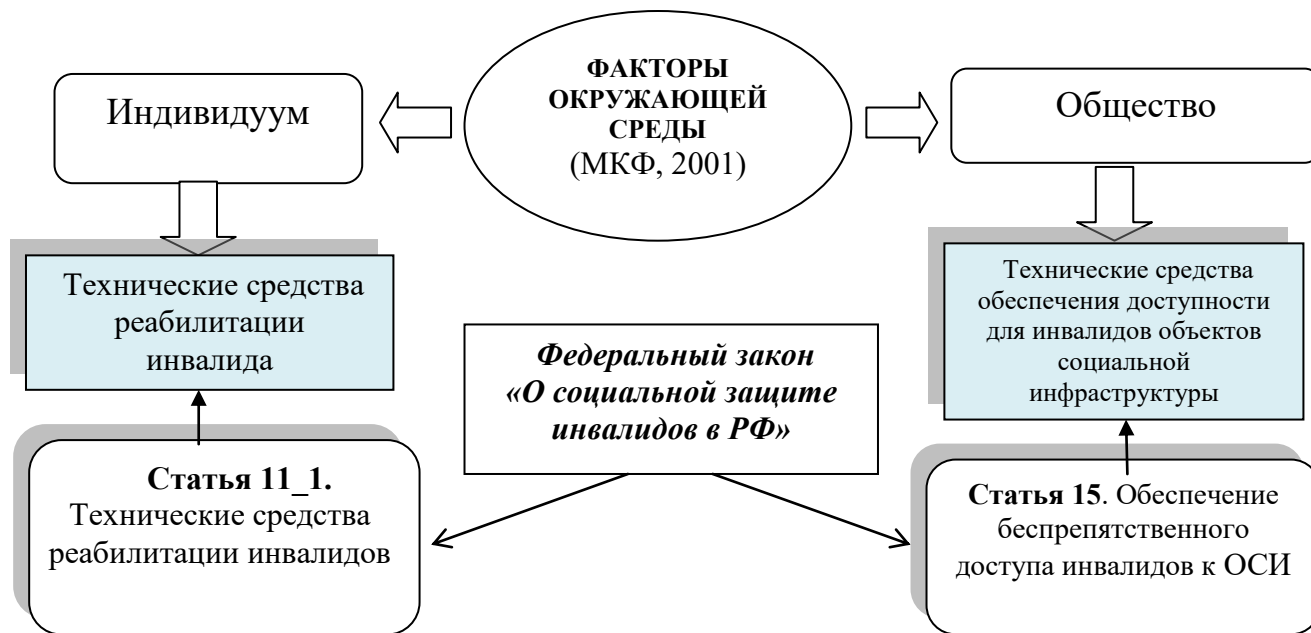 ФАКТОРЫ
ОКРУЖАЮЩЕЙ
СРЕДЫ
(МКФ, 2001)
Индивидуум
Общество
Технические средства
реабилитации
инвалида
Технические средства
обеспечения доступности
для инвалидов объектов
социальной
инфраструктуры
Федеральный закон
«О социальной защите
инвалидов в РФ»
Статья 11_1.
Технические средства
реабилитации инвалидов
Статья 15. Обеспечение
беспрепятственного
доступа инвалидов к ОСИ